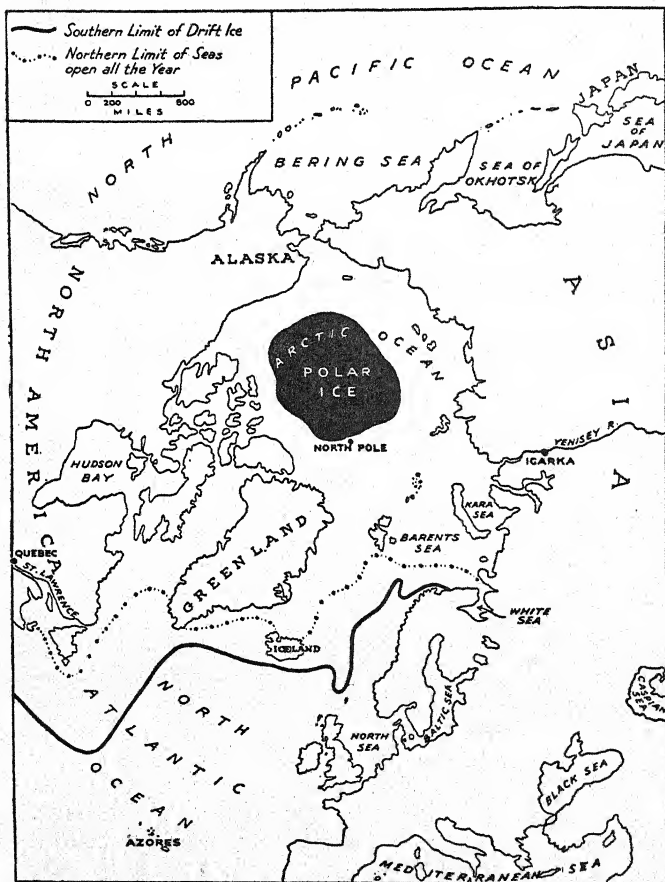 Southern Limit of Drift Ice
Northern Limit of Seas
open all the Year
SCALE
0 200 600
MILES
PACIFIC OCEAN
NORTH
JAPAN
SEA OF JAPAN
BERING SEA
SEA OF
OKHOTSK
ALASKA
NORTH AMERICA
ASIA
ARCTIC OCEAN
POLAR
ICE
NORTH POLE
YENISEY R.
IGARKA
HUDSON
BAY
KARA
SEA
GREENLAND
BARENTS
SEA
QUEBEC
ST. LAWRENCE
WHITE
SEA
ICELAND
CASPIAN
SEA
NORTH
ATLANTIC
OCEAN
NORTH
SEA
BALTIC SEA
BLACK SEA
AZORES
MEDITERRANEAN SEA